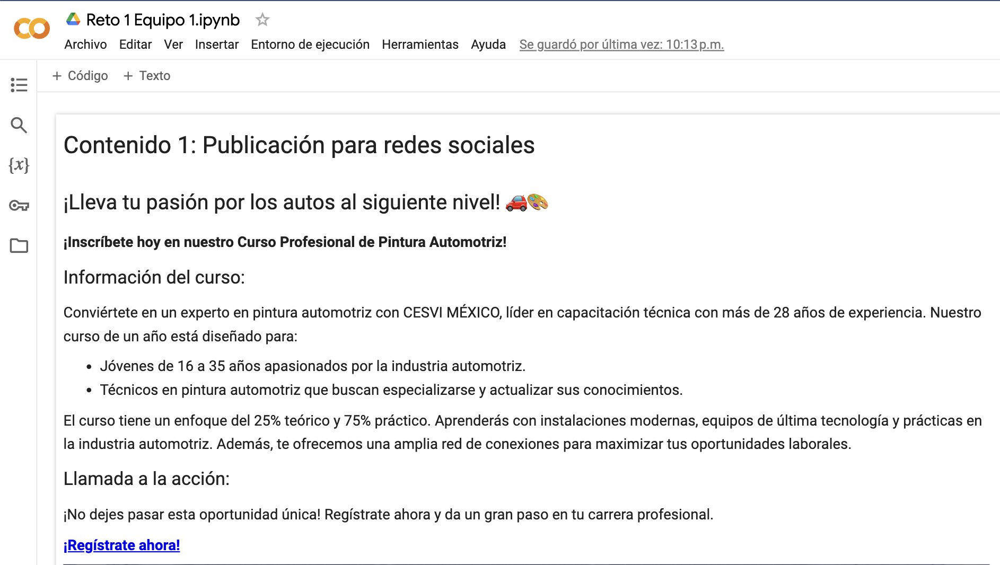 Reto 1 Equipo 1.ipynb
Archivo Editar Ver Insertar Entorno de ejecución Herramientas Ayuda Se guardó por última vez: 10:13 p.m.
+ Código + Texto
{x}
Contenido 1: Publicación para redes sociales
¡Lleva tu pasión por los autos al siguiente nivel! 🚗🎨
¡Inscríbete hoy en nuestro Curso Profesional de Pintura Automotriz!
Información del curso:
Conviértete en un experto en pintura automotriz con CESVI MÉXICO, líder en capacitación técnica con más de 28 años de experiencia. Nuestro
curso de un año está diseñado para:
• Jóvenes de 16 a 35 años apasionados por la industria automotriz.
• Técnicos en pintura automotriz que buscan especializarse y actualizar sus conocimientos.
El curso tiene un enfoque del 25% teórico y 75% práctico. Aprenderás con instalaciones modernas, equipos de última tecnología y prácticas en
la industria automotriz. Además, te ofrecemos una amplia red de conexiones para maximizar tus oportunidades laborales.
Llamada a la acción:
¡No dejes pasar esta oportunidad única! Regístrate ahora y da un gran paso en tu carrera profesional.
¡Regístrate ahora!